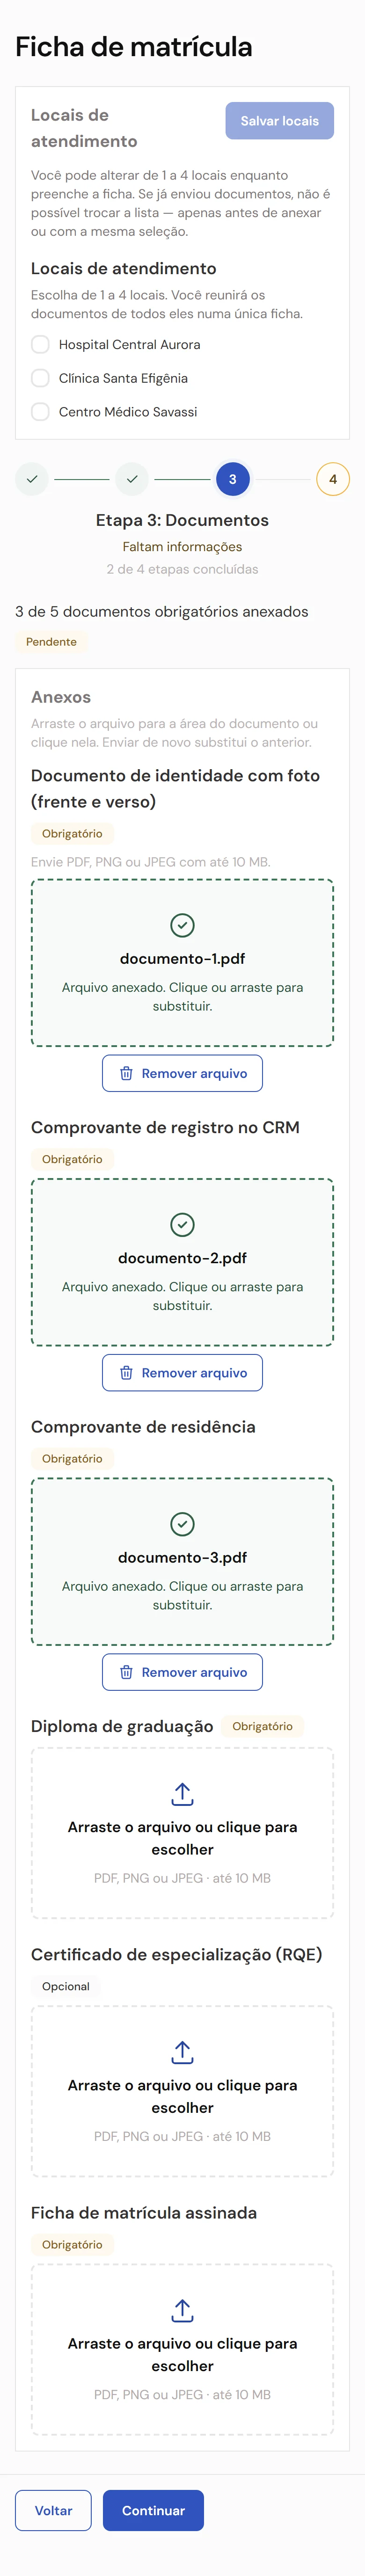 Ficha de matrícula
Locais de
atendimento
Salvar locais
Você pode alterar de 1 a 4 locais enquanto
preenche a ficha. Se já enviou documentos, não é
possível trocar a lista — apenas antes de anexar
ou com a mesma seleção.
Locais de atendimento
Escolha de 1 a 4 locais. Você reunirá os
documentos de todos eles numa única ficha.
Hospital Central Aurora
Clínica Santa Efigênia
Centro Médico Savassi
3
4
Etapa 3: Documentos
Faltam informações
2 de 4 etapas concluídas
3 de 5 documentos obrigatórios anexados
Pendente
Anexos
Arraste o arquivo para a área do documento ou
clique nela. Enviar de novo substitui o anterior.
Documento de identidade com foto
(frente e verso)
Obrigatório
Envie PDF, PNG ou JPEG com até 10 MB.
documento-1.pdf
Arquivo anexado. Clique ou arraste para
substituir.
Remover arquivo
Comprovante de registro no CRM
Obrigatório
documento-2.pdf
Arquivo anexado. Clique ou arraste para
substituir.
Remover arquivo
Comprovante de residência
Obrigatório
documento-3.pdf
Arquivo anexado. Clique ou arraste para
substituir.
Remover arquivo
Diploma de graduação Obrigatório
Arraste o arquivo ou clique para
escolher
PDF, PNG ou JPEG · até 10 MB
Certificado de especialização (RQE)
Opcional
Arraste o arquivo ou clique para
escolher
PDF, PNG ou JPEG · até 10 MB
Ficha de matrícula assinada
Obrigatório
Arraste o arquivo ou clique para
escolher
PDF, PNG ou JPEG · até 10 MB
Voltar
Continuar